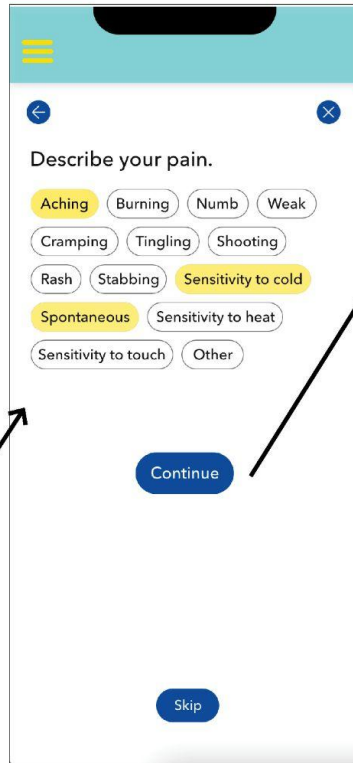 Describe your pain.
Aching Burning Numb Weak
Cramping Tingling Shooting
Rash Stabbing Sensitivity to cold
Spontaneous Sensitivity to heat
Sensitivity to touch Other
Continue
Skip